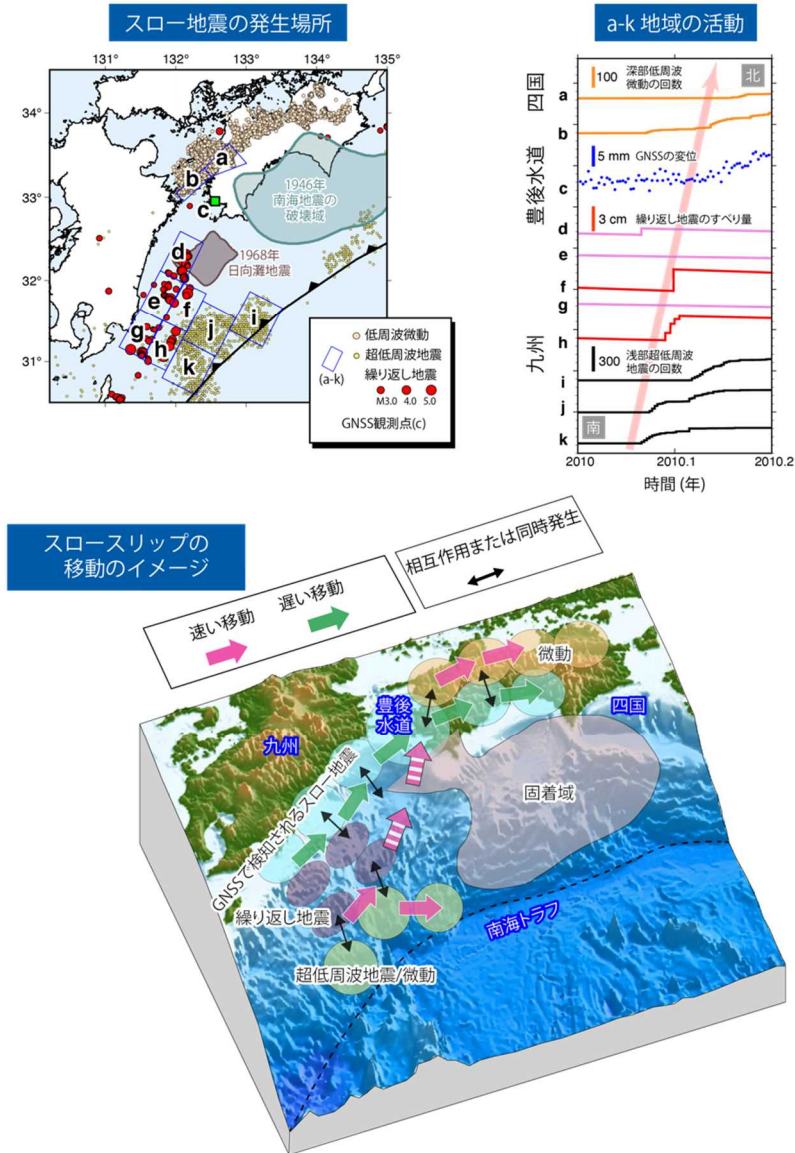 スロー地震の発生場所
131°
132°
133°
134°
135°
34°
33°
32°
31°
a
b
c
d
e
f
g
h
i
j
k
1946年
南海地震の
破壊域
1968年
日向灘地震
(a-k)
低周波微動
超低周波地震
繰り返し地震
M3.0 4.0 5.0
GNSS観測点(c)
a-k 地域の活動
四国
豊後水道
九州
北
100 深部低周波
微動の回数
a
b
5 mm GNSSの変位
c
3 cm 繰り返し地震のすべり量
d
e
f
g
h
300 浅部超低周波
地震の回数
i
j
k
南
2010 2010.1 2010.2
時間 (年)
スロースリップの
移動のイメージ
速い移動
遅い移動
相互作用または同時発生
微動
豊後
水道
四国
九州
固着域
GNSSで検知されるスロー地震
繰り返し地震
南海トラフ
超低周波地震/微動